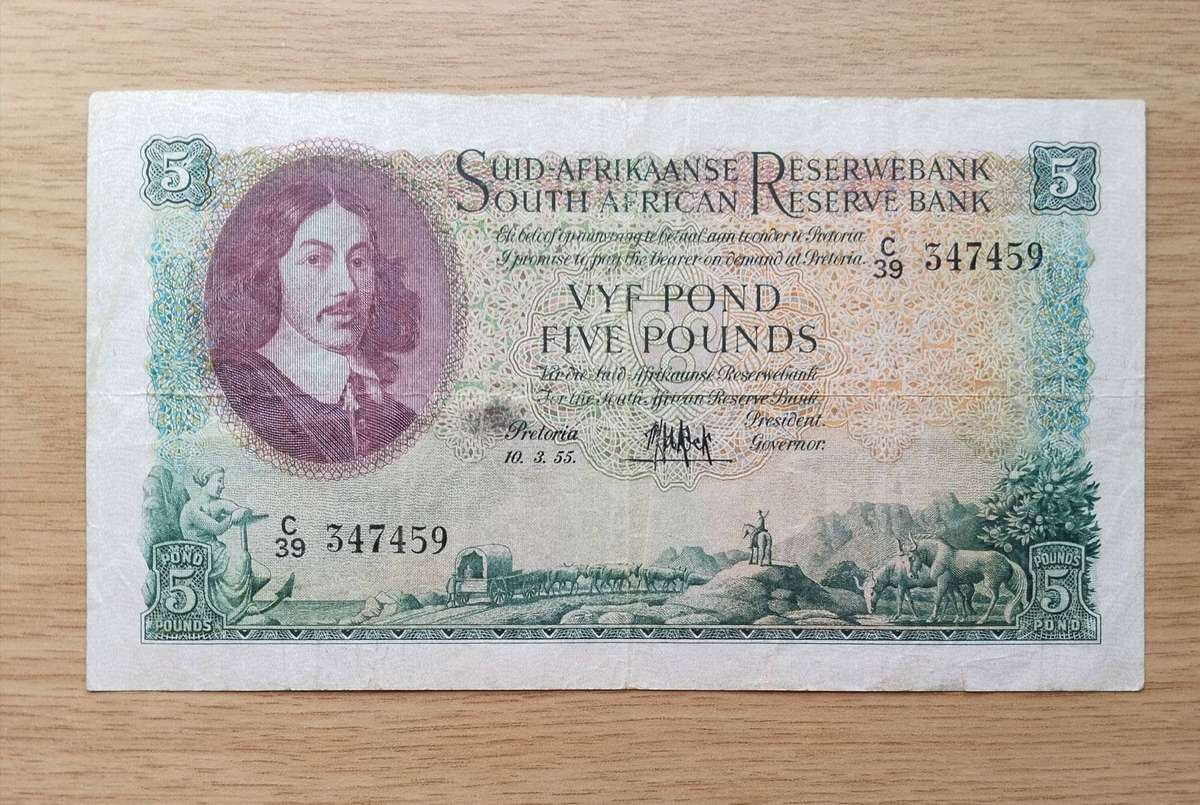 5
5
SUID-AFRIKAANSE RESERWEBANK
SOUTH AFRICAN RESERVE BANK
Ek beloof op aanvraag te betaal aan toonder te Pretoria
I promise to pay the bearer on demand at Pretoria.
C/39 347459
VYF POND
FIVE POUNDS
Vir die Suid-Afrikaanse Reserwebank
For the South African Reserve Bank
President.
Governor.
Pretoria
10. 3. 55.
C/39 347459
POND
5
POUNDS
POUNDS
5
POND